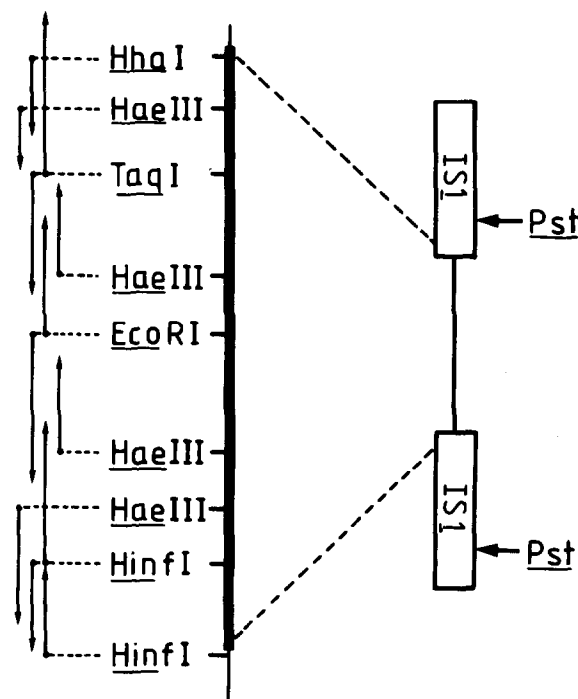 HhaI
HaeIII
TaqI
HaeIII
EcoRI
HaeIII
HaeIII
HinfI
HinfI
IS1
Pst
IS1
Pst